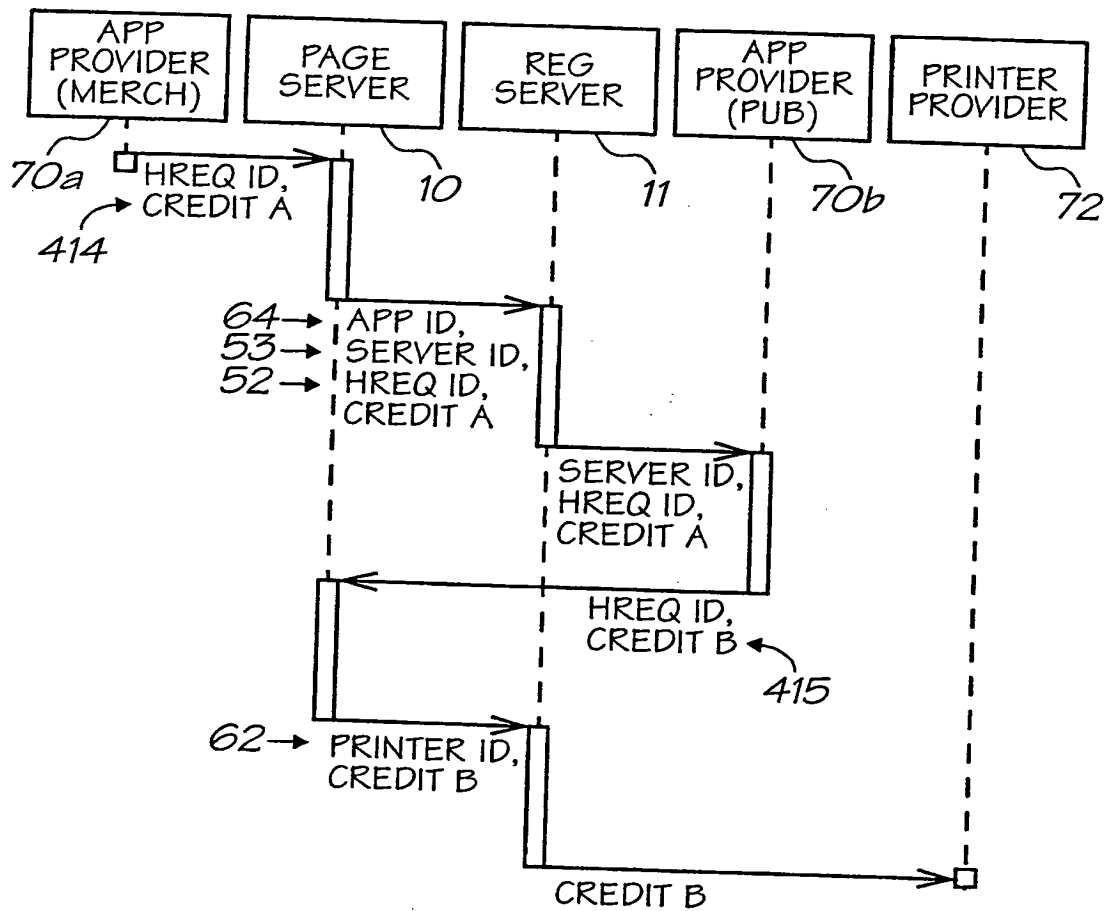 APP
PROVIDER
(MERCH)
PAGE
SERVER
REG
SERVER
APP
PROVIDER
(PUB)
PRINTER
PROVIDER
70a
10
11
70b
72
HREQ ID,
CREDIT A
414
64
APP ID,
53
SERVER ID,
52
HREQ ID,
CREDIT A
SERVER ID,
HREQ ID,
CREDIT A
HREQ ID,
CREDIT B
415
62
PRINTER ID,
CREDIT B
CREDIT B